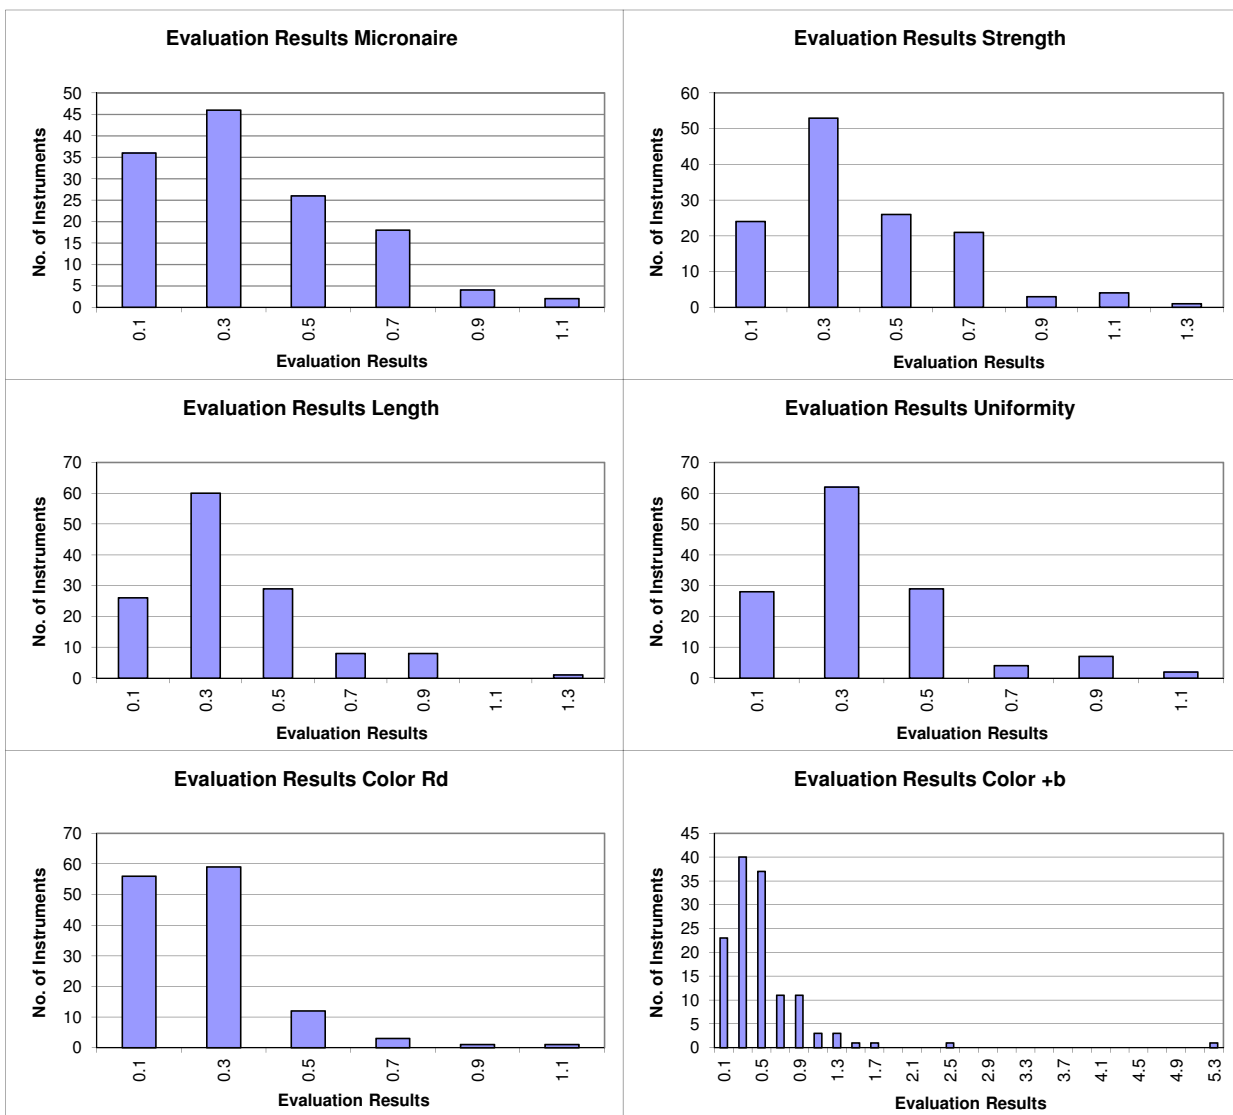 Evaluation Results Micronaire
No. of Instruments
50
45
40
35
30
25
20
15
10
5
0
0.1 0.3 0.5 0.7 0.9 1.1
Evaluation Results
Evaluation Results Strength
No. of Instruments
60
50
40
30
20
10
0
0.1 0.3 0.5 0.7 0.9 1.1 1.3
Evaluation Results
Evaluation Results Length
No. of Instruments
70
60
50
40
30
20
10
0
0.1 0.3 0.5 0.7 0.9 1.1 1.3
Evaluation Results
Evaluation Results Uniformity
No. of Instruments
70
60
50
40
30
20
10
0
0.1 0.3 0.5 0.7 0.9 1.1
Evaluation Results
Evaluation Results Color Rd
No. of Instruments
70
60
50
40
30
20
10
0
0.1 0.3 0.5 0.7 0.9 1.1
Evaluation Results
Evaluation Results Color +b
No. of Instruments
45
40
35
30
25
20
15
10
5
0
0.1 0.5 0.9 1.3 1.7 2.1 2.5 2.9 3.3 3.7 4.1 4.5 4.9 5.3
Evaluation Results